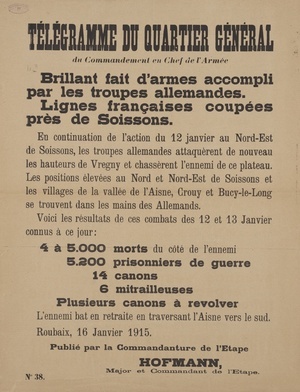 TÉLÉGRAMME DU QUARTIER GÉNÉRAL
du Commandement en Chef de l'Armée
Brillant fait d'armes accompli
par les troupes allemandes.
Lignes françaises coupées
près de Soissons.
En continuation de l'action du 12 janvier au Nord-Est
de Soissons, les troupes allemandes attaquèrent de nouveau
les hauteurs de Vregny et chassèrent l'ennemi de ce plateau.
Les positions élevées au Nord et Nord-Est de Soissons et
les villages de la vallée de l'Aisne, Crouy et Bucy-le-Long
se trouvent dans les mains des Allemands.
Voici les résultats de ces combats des 12 et 13 Janvier
connus à ce jour:
4 à 5.000 morts du côté de l'ennemi
5.200 prisonniers de guerre
14 canons
6 mitrailleuses
Plusieurs canons à revolver
L'ennemi bat en retraite en traversant l'Aisne vers le sud.
Roubaix, 16 Janvier 1915.
Publié par la Commandanture de l'Etape
HOFMANN,
Major et Commandant de l'Etape.
Nº 38.